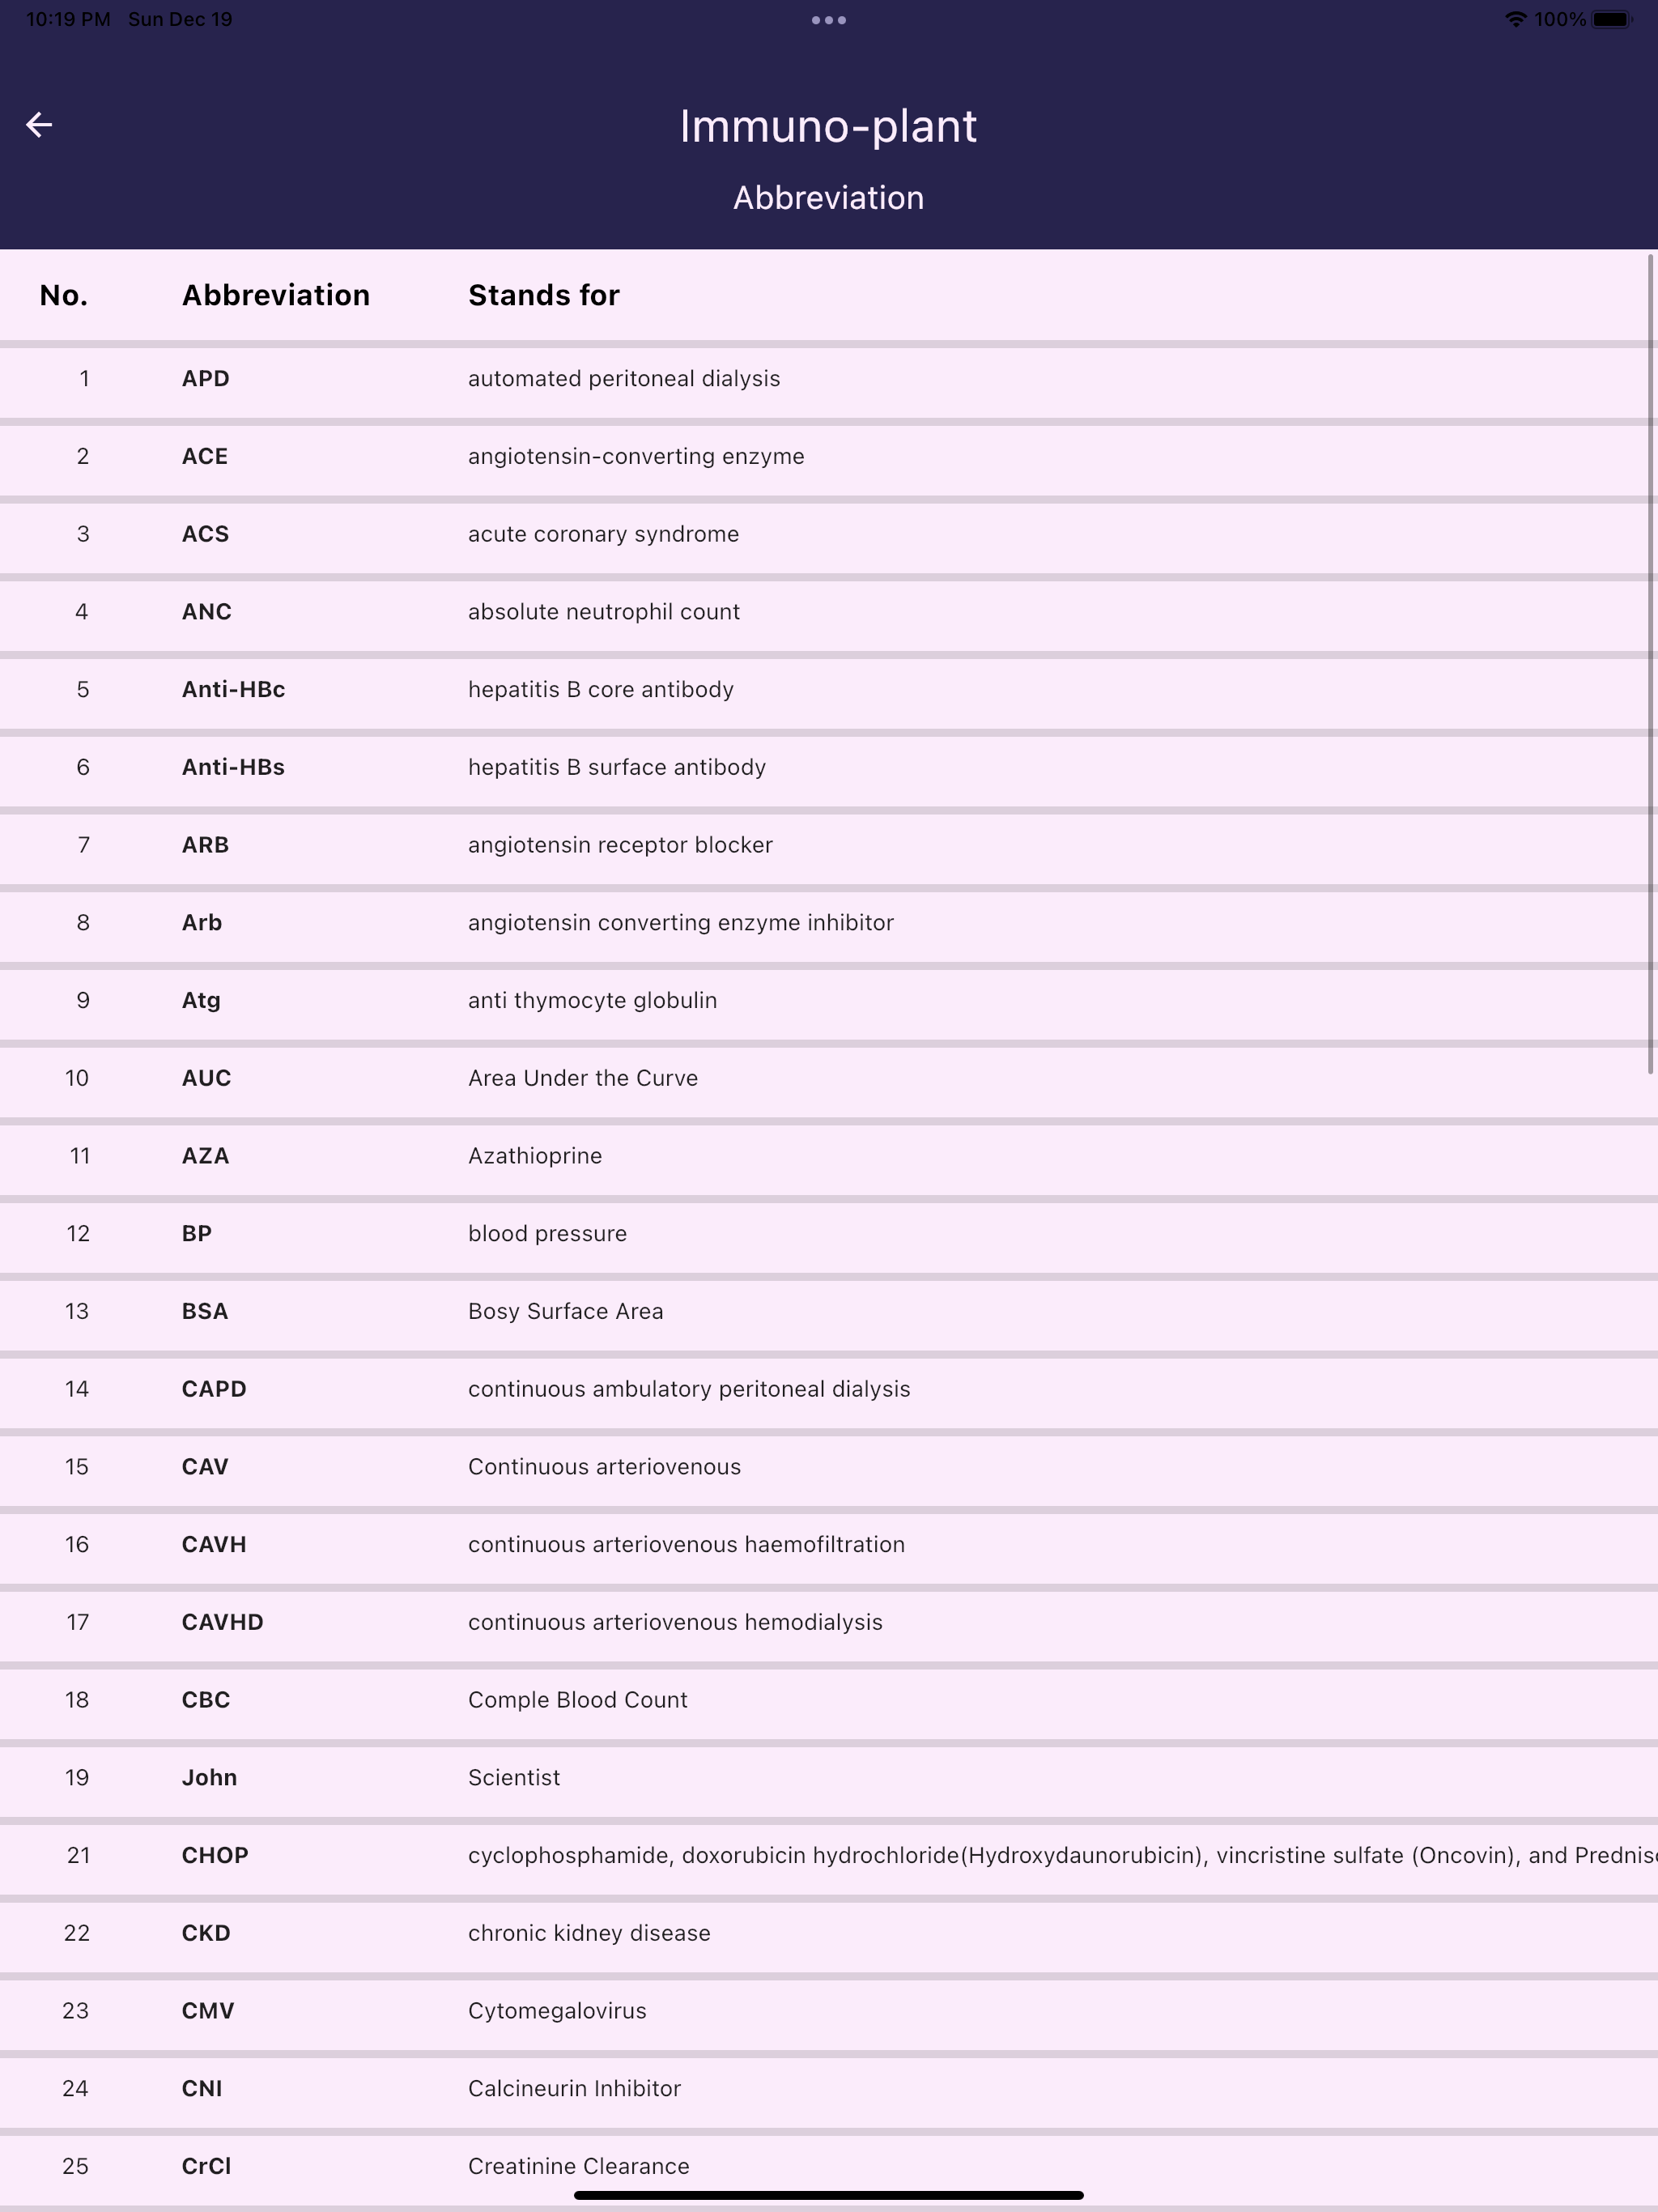 10:19 PM Sun Dec 19
100%
Immuno-plant
Abbreviation
No. Abbreviation Stands for
1 APD automated peritoneal dialysis
2 ACE angiotensin-converting enzyme
3 ACS acute coronary syndrome
4 ANC absolute neutrophil count
5 Anti-HBc hepatitis B core antibody
6 Anti-HBs hepatitis B surface antibody
7 ARB angiotensin receptor blocker
8 Arb angiotensin converting enzyme inhibitor
9 Atg anti thymocyte globulin
10 AUC Area Under the Curve
11 AZA Azathioprine
12 BP blood pressure
13 BSA Bosy Surface Area
14 CAPD continuous ambulatory peritoneal dialysis
15 CAV Continuous arteriovenous
16 CAVH continuous arteriovenous haemofiltration
17 CAVHD continuous arteriovenous hemodialysis
18 CBC Comple Blood Count
19 John Scientist
21 CHOP cyclophosphamide, doxorubicin hydrochloride(Hydroxydaunorubicin), vincristine sulfate (Oncovin), and
22 CKD chronic kidney disease
23 CMV Cytomegalovirus
24 CNI Calcineurin Inhibitor
25 CrCl Creatinine Clearance